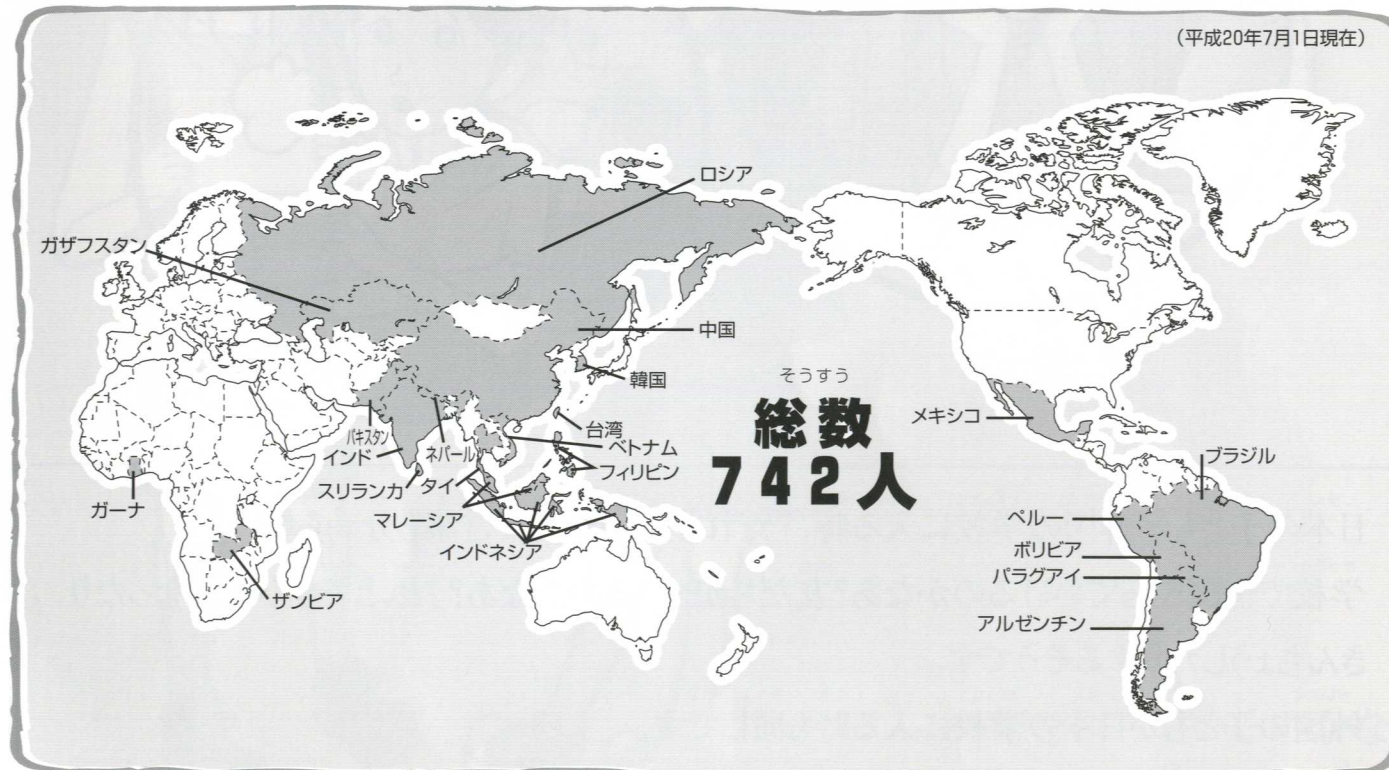 (平成20年7月1日現在)
ロシア
ガザフスタン
中国
韓国
そうすう
総数
742人
台湾
ベトナム
フィリピン
パキスタン
インド
ネパール
スリランカ
タイ
マレーシア
インドネシア
ガーナ
ザンビア
メキシコ
ブラジル
ペルー
ボリビア
パラグアイ
アルゼンチン